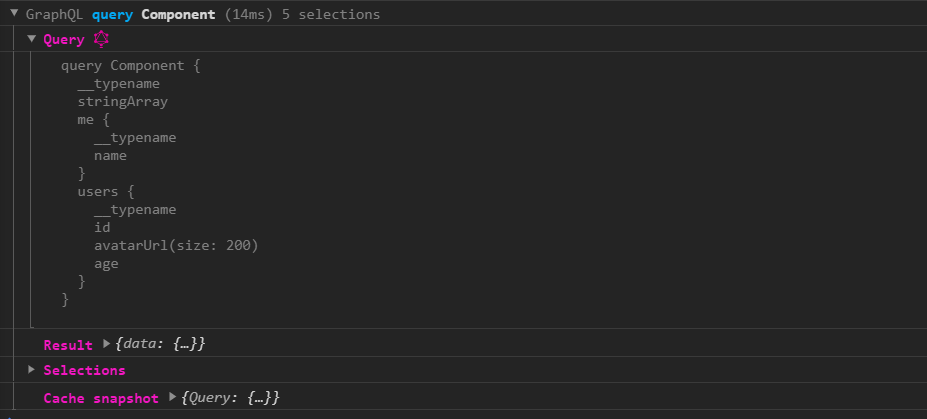 GraphQL query Component (14ms) 5 selections
Query
query Component {
__typename
stringArray
me {
__typename
name
}
users {
__typename
id
avatarUrl(size: 200)
age
}
}
Result {data: {…}}
Selections
Cache snapshot {Query: {…}}